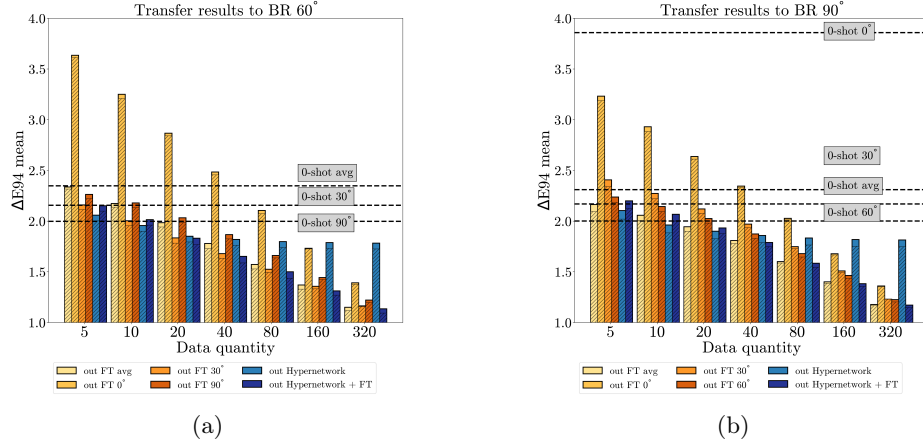 Transfer results to BR 60°
ΔE94 mean
4.0
3.5
3.0
2.5
2.0
1.5
1.0
0-shot avg
0-shot 30°
0-shot 90°
5 10 20 40 80 160 320
Data quantity
out FT avg out FT 30° out Hypernetwork
out FT 0° out FT 90° out Hypernetwork + FT
(a)
Transfer results to BR 90°
ΔE94 mean
4.0
3.5
3.0
2.5
2.0
1.5
1.0
0-shot 0°
0-shot 30°
0-shot avg
0-shot 60°
5 10 20 40 80 160 320
Data quantity
out FT avg out FT 30° out Hypernetwork
out FT 0° out FT 60° out Hypernetwork + FT
(b)